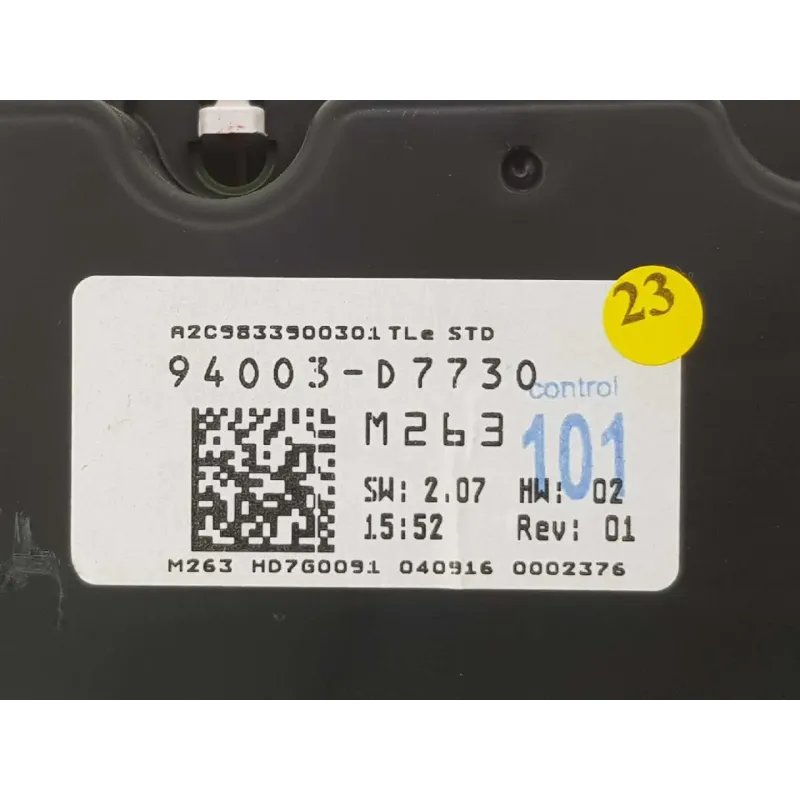 23
A2C9833900301 TLe STD
94003-D7730
control
M263
101
SW: 2.07 HW: 02
15:52 Rev: 01
M263 HD7G0091 040916 0002376